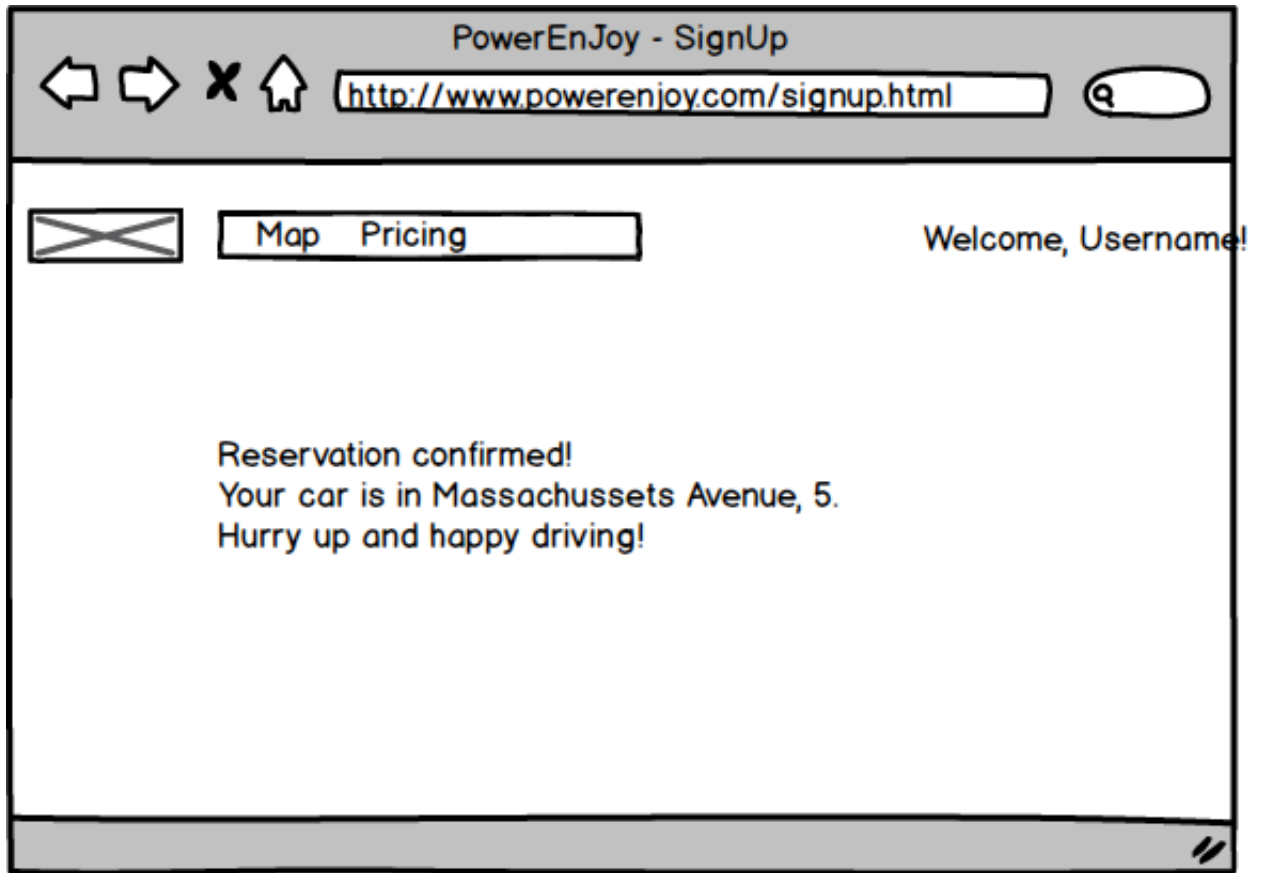 PowerEnJoy - SignUp
http://www.powerenjoy.com/signup.html
Map Pricing
Welcome, Username!
Reservation confirmed!
Your car is in Massachussets Avenue, 5.
Hurry up and happy driving!